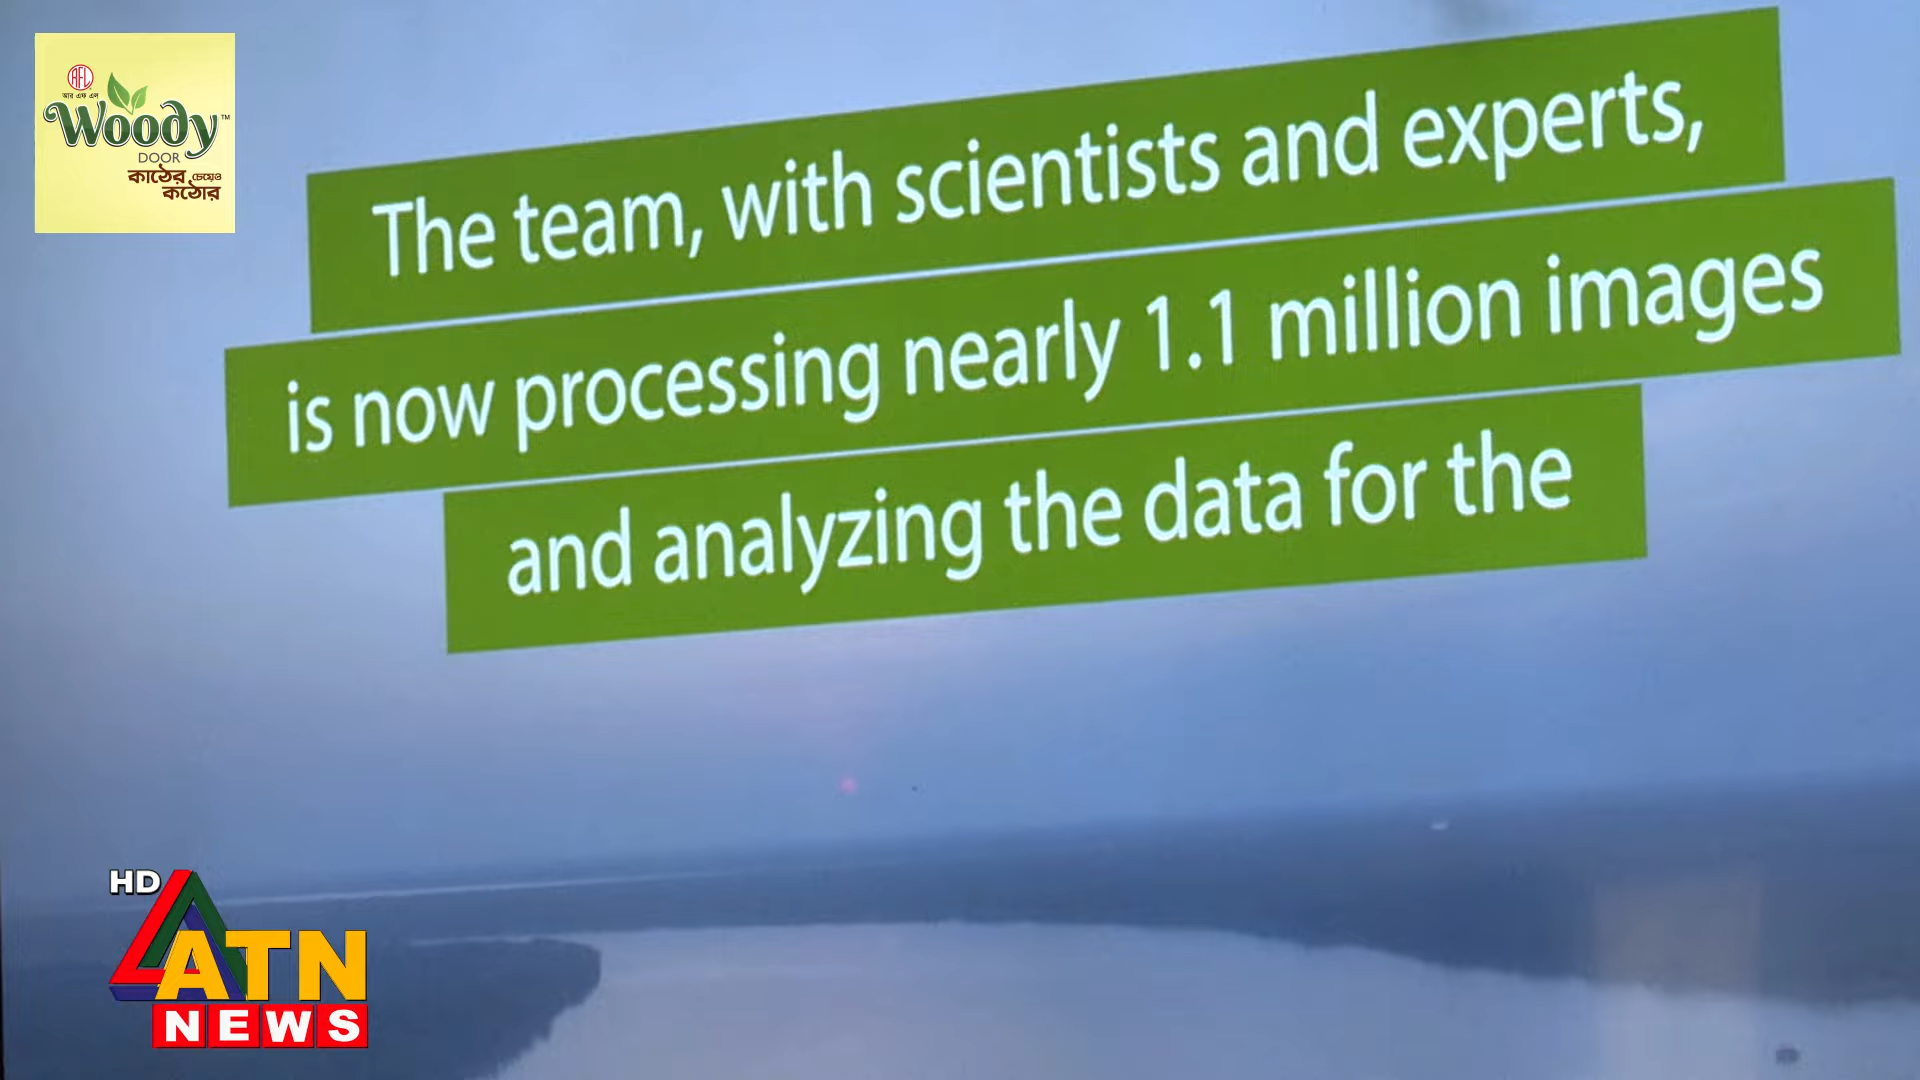 RFL
আর এফ এল
Woody™
DOOR
কাঠের চেয়েও
কঠোর
The team, with scientists and experts,
is now processing nearly 1.1 million images
and analyzing the data for the
HD
ATN
NEWS